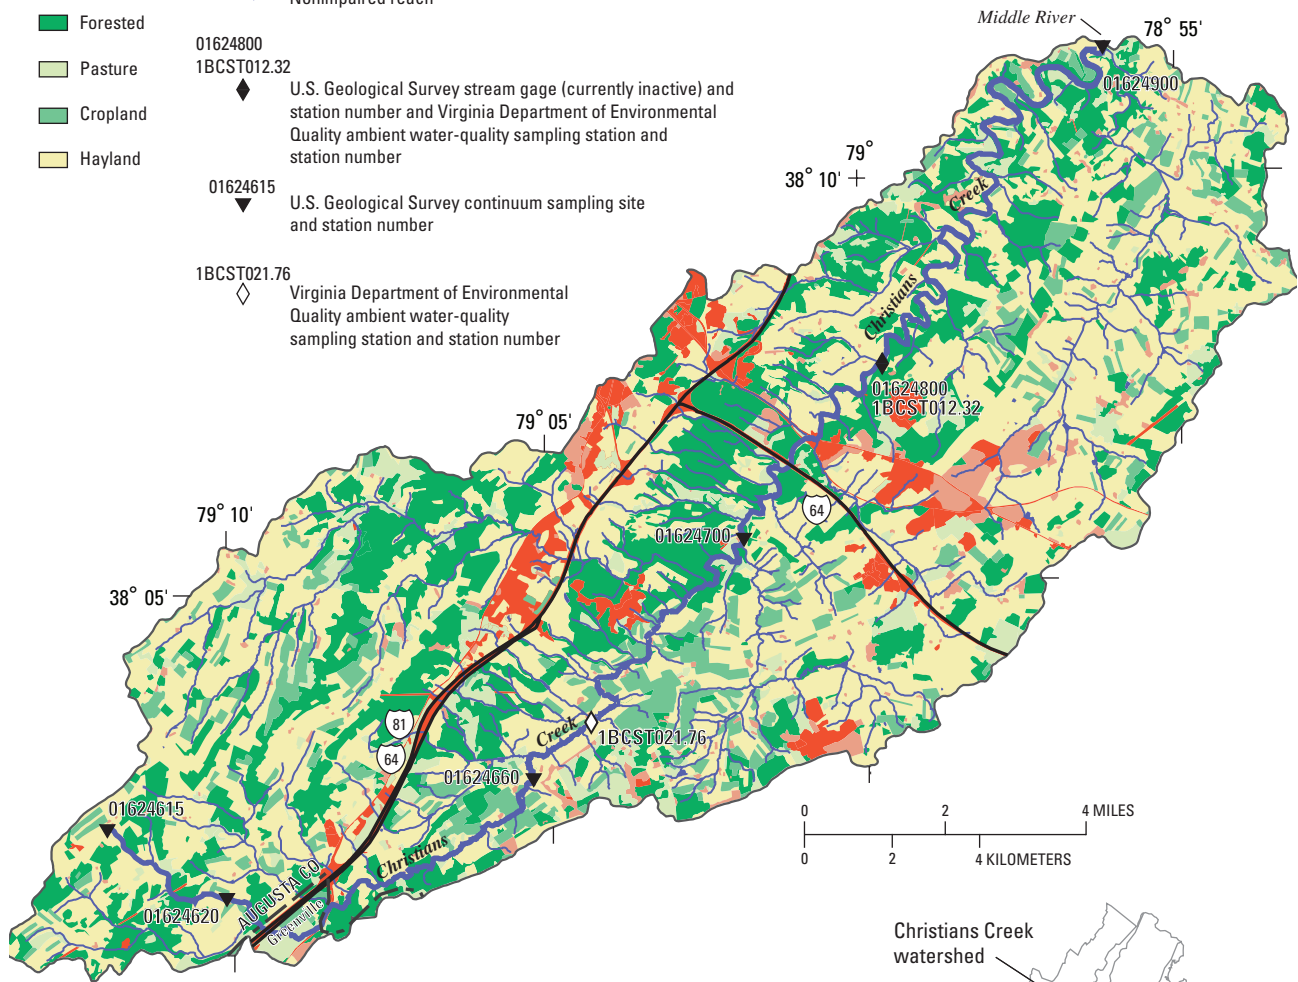 Nonimpaired reach
Forested
Pasture
Cropland
Hayland
01624800
1BCST012.32
U.S. Geological Survey stream gage (currently inactive) and
station number and Virginia Department of Environmental
Quality ambient water-quality sampling station and
station number
01624615
U.S. Geological Survey continuum sampling site
and station number
1BCST021.76
Virginia Department of Environmental
Quality ambient water-quality
sampling station and station number
Middle River
78° 55'
01624900
79°
38° 10'
Christians Creek
01624800
1BCST012.32
79° 05'
64
01624700
79° 10'
38° 05'
81
64
Creek
1BCST021.76
01624660
Christians
01624615
01624620
AUGUSTA CO
Greenville
0 2 4 MILES
0 2 4 KILOMETERS
Christians Creek
watershed